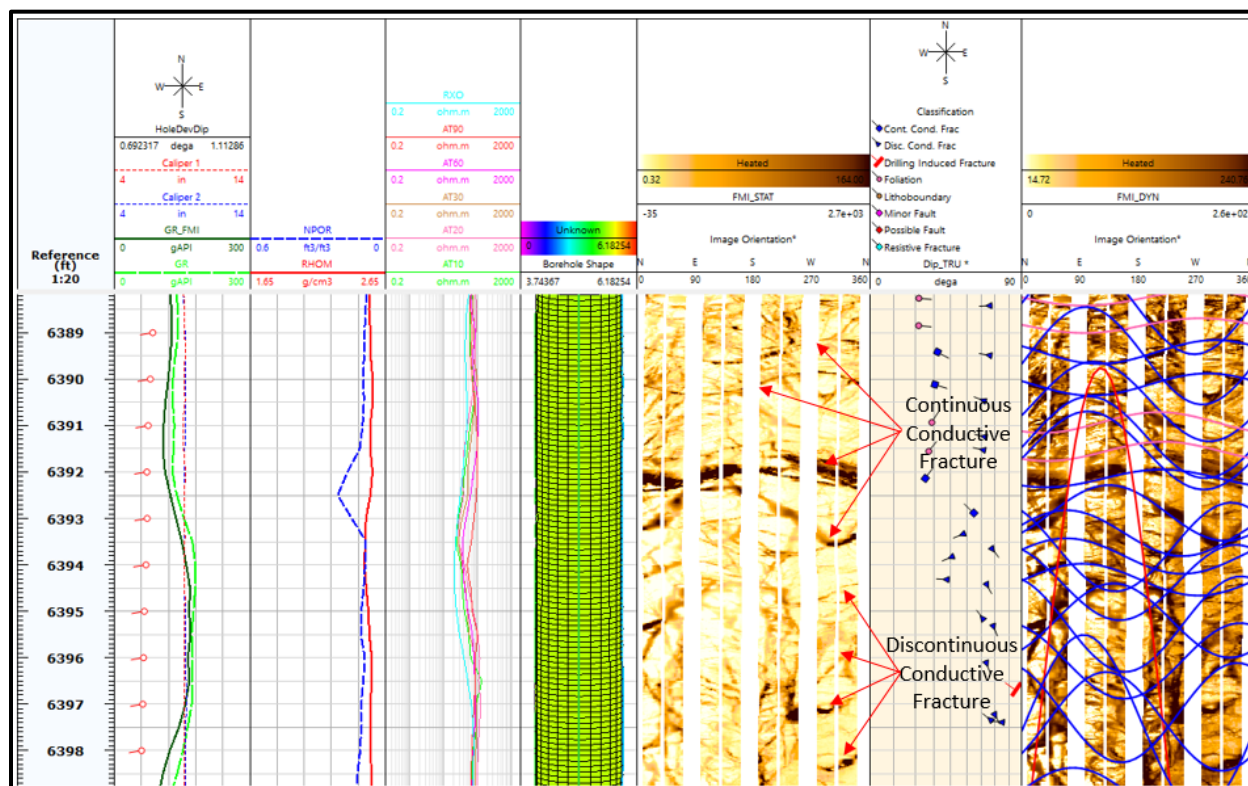 Reference
(ft)
1:20
N
W E
S
HoleDevDip
0.692317 dega 1.11286
Caliper 1
4 in 14
Caliper 2
4 in 14
GR_FMI
0 gAPI 300
GR
0 gAPI 300
NPOR
0.6 ft3/ft3 0
RHOM
1.65 g/cm3 2.65
RXO
0.2 ohm.m 2000
AT90
0.2 ohm.m 2000
AT60
0.2 ohm.m 2000
AT30
0.2 ohm.m 2000
AT20
0.2 ohm.m 2000
AT10
0.2 ohm.m 2000
Unknown
0 6.18254
Borehole Shape
3.74367 6.18254
Heated
0.32 164.00
FMI_STAT
-35 2.7e+03
Image Orientation*
N E S W N
0 90 180 270 360
N
W E
S
Classification
Cont. Cond. Frac
Disc. Cond. Frac
Drilling Induced Fracture
Foliation
Lithoboundary
Minor Fault
Possible Fault
Resistive Fracture
Dip_TRU *
0 dega 90
Heated
14.72 240.76
FMI_DYN
0 2.6e+02
Image Orientation*
N E S W N
0 90 180 270 360
6389
6390
6391
6392
6393
6394
6395
6396
6397
6398
Continuous
Conductive
Fracture
Discontinuous
Conductive
Fracture